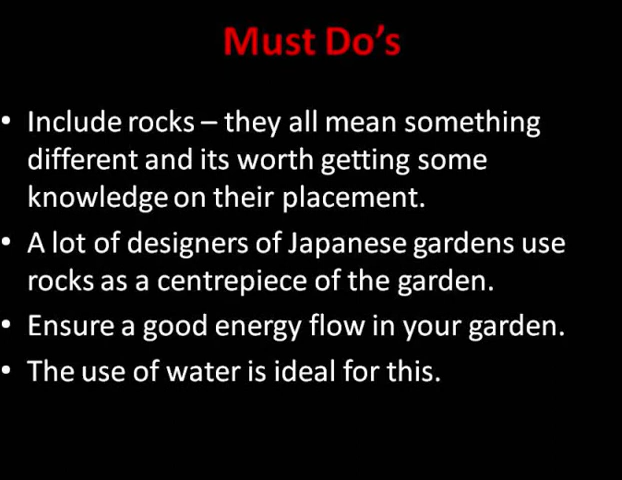 Must Do’s
• Include rocks – they all mean something
different and its worth getting some
knowledge on their placement.
• A lot of designers of Japanese gardens use
rocks as a centrepiece of the garden.
• Ensure a good energy flow in your garden.
• The use of water is ideal for this.